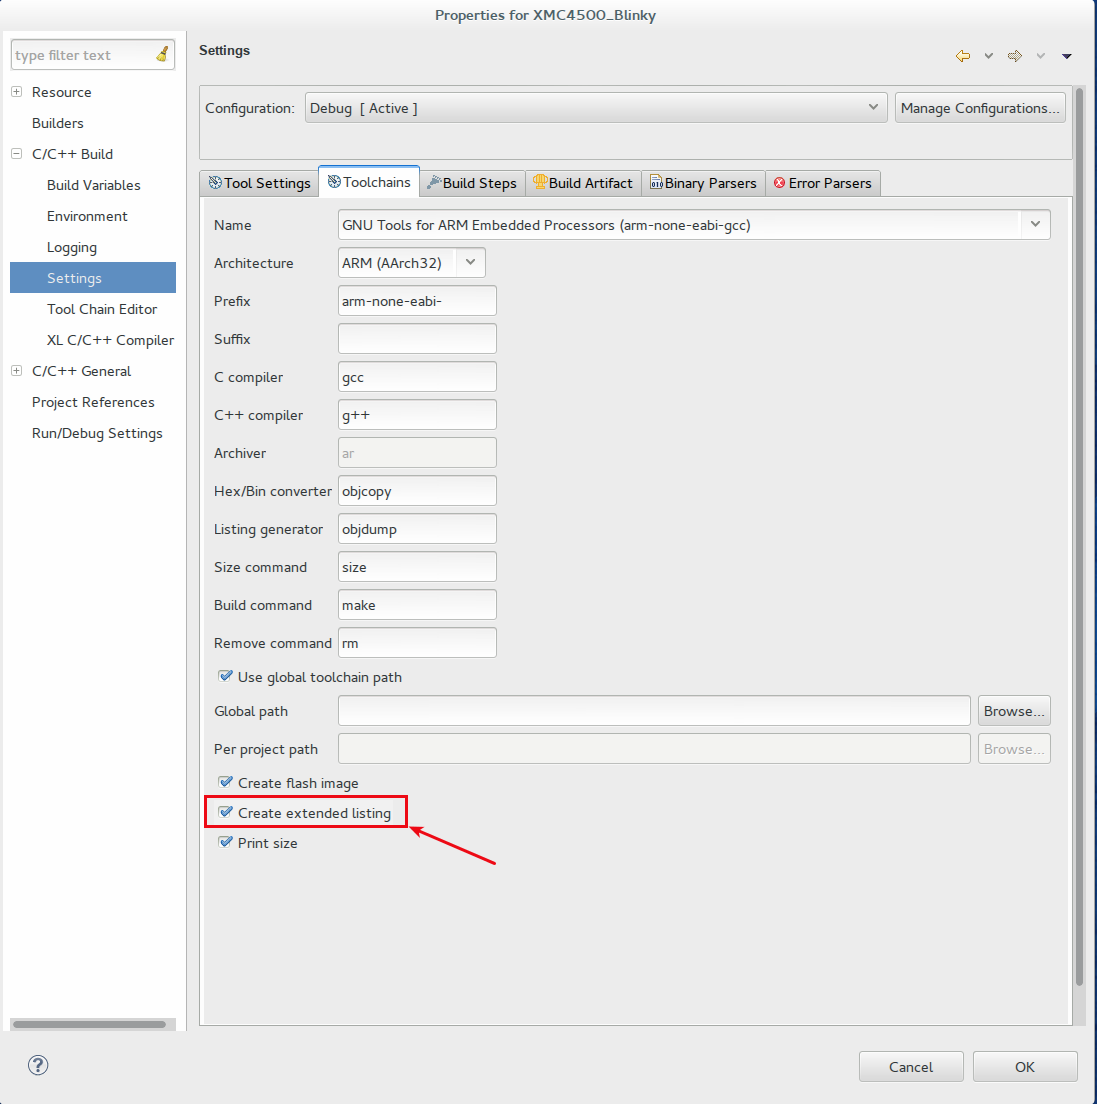 Properties for XMC4500_Blinky
type filter text
Resource
Builders
C/C++ Build
Build Variables
Environment
Logging
Settings
Tool Chain Editor
XL C/C++ Compiler
C/C++ General
Project References
Run/Debug Settings
Settings
Configuration: Debug [ Active ] Manage Configurations...
Tool Settings Toolchains Build Steps Build Artifact Binary Parsers Error Parsers
Name GNU Tools for ARM Embedded Processors (arm-none-eabi-gcc)
Architecture ARM (AArch32)
Prefix arm-none-eabi-
Suffix
C compiler gcc
C++ compiler g++
Archiver ar
Hex/Bin converter objcopy
Listing generator objdump
Size command size
Build command make
Remove command rm
Use global toolchain path
Global path Browse...
Per project path Browse...
Create flash image
Create extended listing
Print size
? Cancel OK